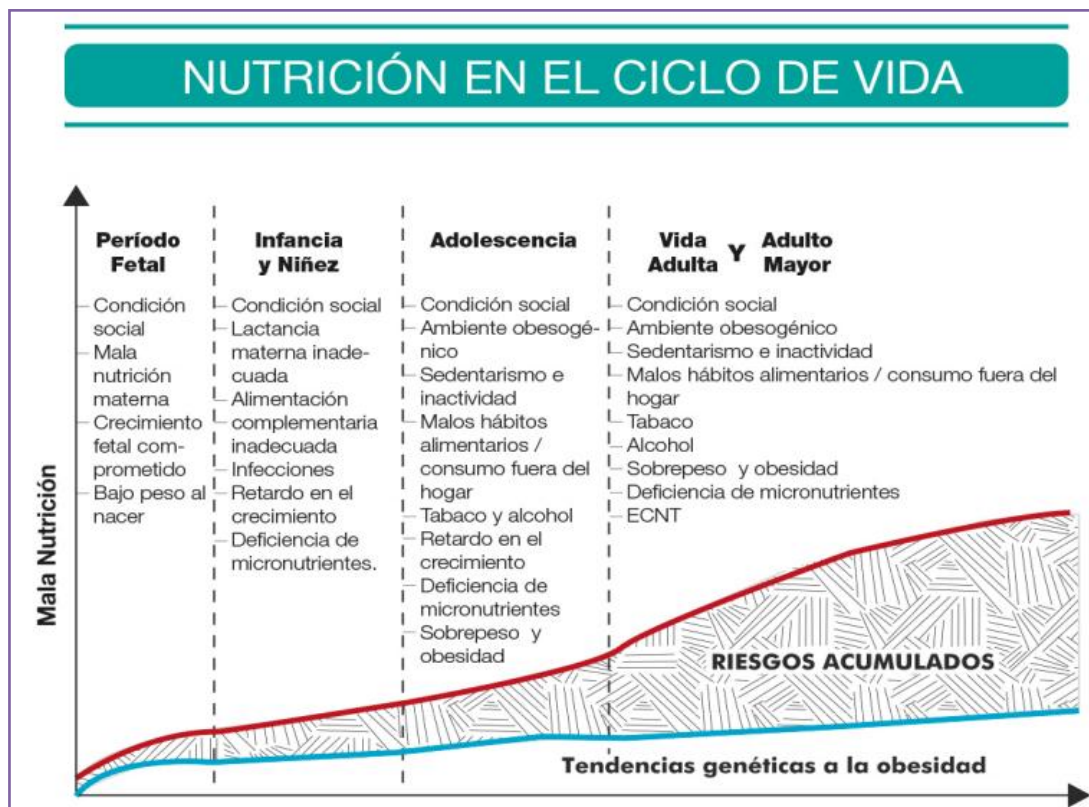 NUTRICIÓN EN EL CICLO DE VIDA
Mala Nutrición
Período
Fetal
Condición
social
Mala
nutrición
materna
Crecimiento
fetal com-
prometido
Bajo peso al
nacer
Infancia
y Niñez
Condición social
Lactancia
materna inade-
cuada
Alimentación
complementaria
inadecuada
Infecciones
Retardo en el
crecimiento
Deficiencia de
micronutrientes.
Adolescencia
Condición social
Ambiente obesogé-
nico
Sedentarismo e
inactividad
Malos hábitos
alimentarios /
consumo fuera del
hogar
Tabaco y alcohol
Retardo en el
crecimiento
Deficiencia de
micronutrientes
Sobrepeso y
obesidad
Vida
Adulta
Y
Adulto
Mayor
Condición social
Ambiente obesogénico
Sedentarismo e inactividad
Malos hábitos alimentarios / consumo fuera del
hogar
Tabaco
Alcohol
Sobrepeso y obesidad
Deficiencia de micronutrientes
ECNT
RIESGOS ACUMULADOS
Tendencias genéticas a la obesidad